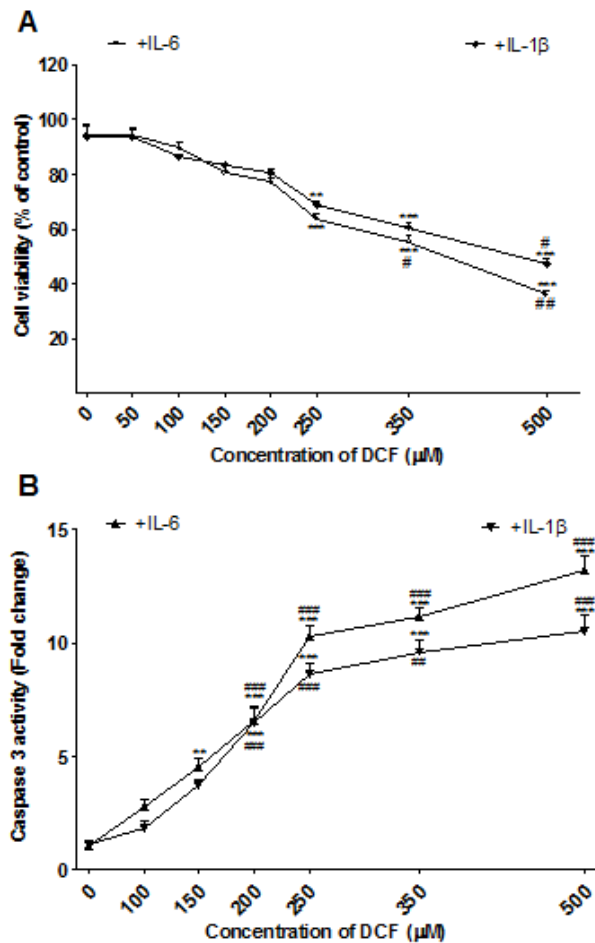 A
+IL-6 +IL-1β
Cell viability (% of control)
120
100
80
60
40
20
** *** *** # # *** *** # # *** ##
0 50 100 150 200 250 350 500
Concentration of DCF (µM)
B
+IL-6 +IL-1β
Caspase 3 activity (Fold change)
15
10
5
0
** ### *** *** ### ### *** *** ### ### *** *** ## ### *** ### ***
0 100 150 200 250 350 500
Concentration of DCF (µM)